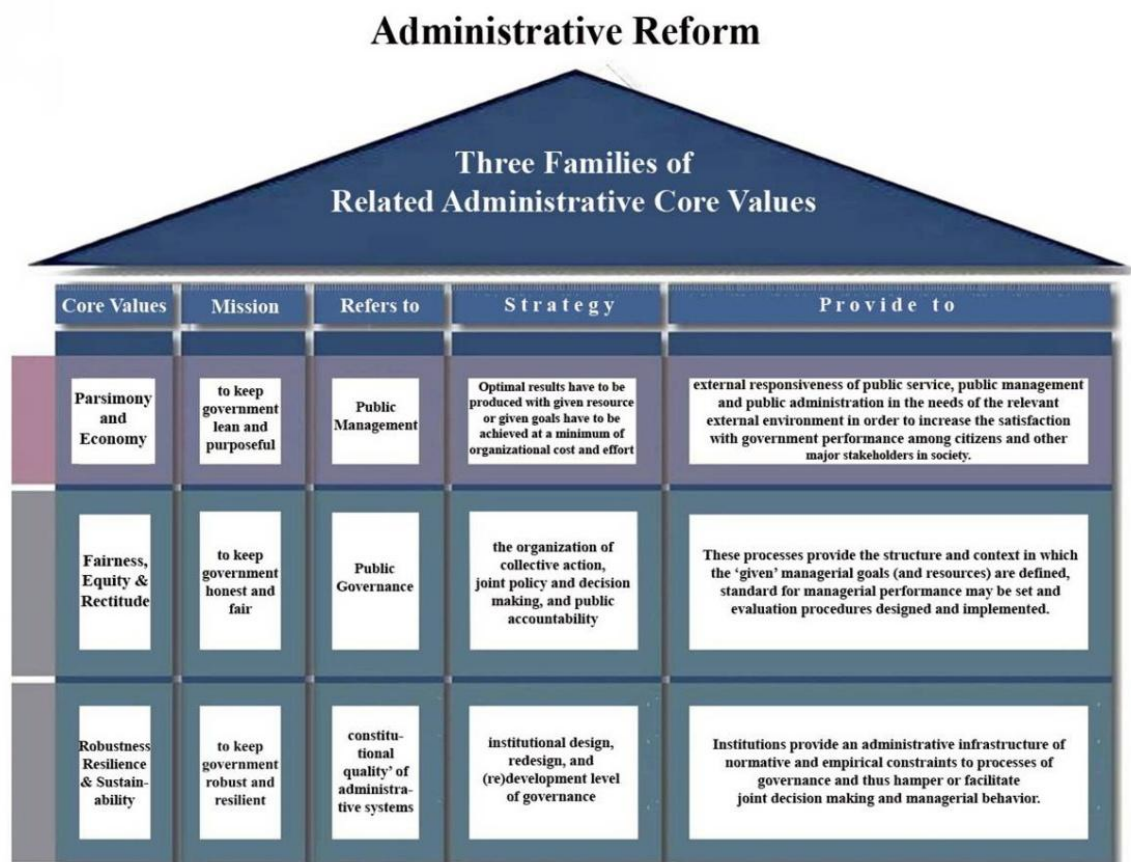 Administrative Reform
Three Families of
Related Administrative Core Values
Core Values
Mission
Refers to
Strategy
Provide to
Parsimony
and
Economy
to keep
government
lean and
purposeful
Public
Management
Optimal results have to be
produced with given resource
or given goals have to be
achieved at a minimum of
organizational cost and effort
external responsiveness of public service, public management
and public administration in the needs of the relevant
external environment in order to increase the satisfaction
with government performance among citizens and other
major stakeholders in society.
Fairness,
Equity &
Rectitude
to keep
government
honest and
fair
Public
Governance
the organization of
collective action,
joint policy and decision
making, and public
accountability
These processes provide the structure and context in which
the ‘given’ managerial goals (and resources) are defined,
standard for managerial performance may be set and
evaluation procedures designed and implemented.
Robustness
Resilience
& Sustain-
ability
to keep
government
robust and
resilient
constitu-
tional
quality’ of
administra-
tive systems
institutional design,
redesign, and
(re)development level
of governance
Institutions provide an administrative infrastructure of
normative and empirical constraints to processes of
governance and thus hamper or facilitate
joint decision making and managerial behavior.